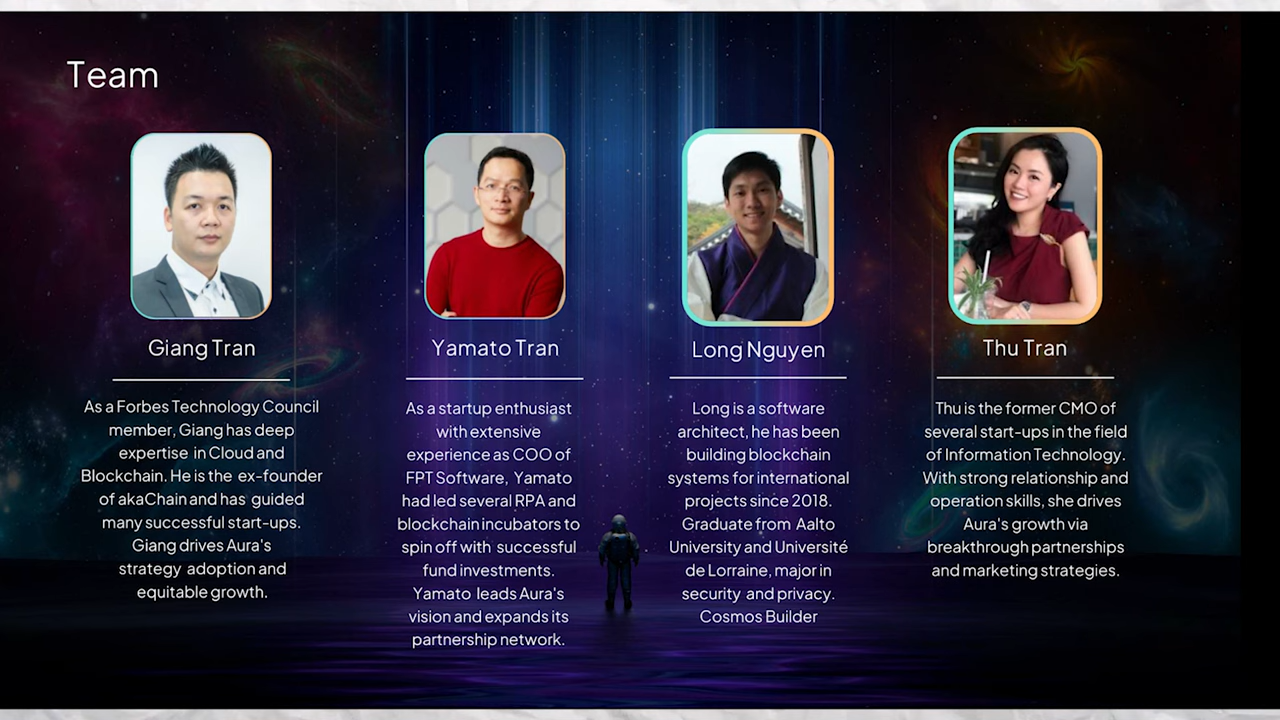 Team
Giang Tran
As a Forbes Technology Council
member, Giang has deep
expertise in Cloud and
Blockchain. He is the ex-founder
of akaChain and has guided
many successful start-ups.
Giang drives Aura's
strategy adoption and
equitable growth.
Yamato Tran
As a startup enthusiast
with extensive
experience as COO of
FPT Software, Yamato
had led several RPA and
blockchain incubators to
spin off with successful
fund investments.
Yamato leads Aura's
vision and expands its
partnership network.
Long Nguyen
Long is a software
architect, he has been
building blockchain
systems for international
projects since 2018.
Graduate from Aalto
University and Université
de Lorraine, major in
security and privacy.
Cosmos Builder
Thu Tran
Thu is the former CMO of
several start-ups in the field
of Information Technology.
With strong relationship and
operation skills, she drives
Aura's growth via
breakthrough partnerships
and marketing strategies.